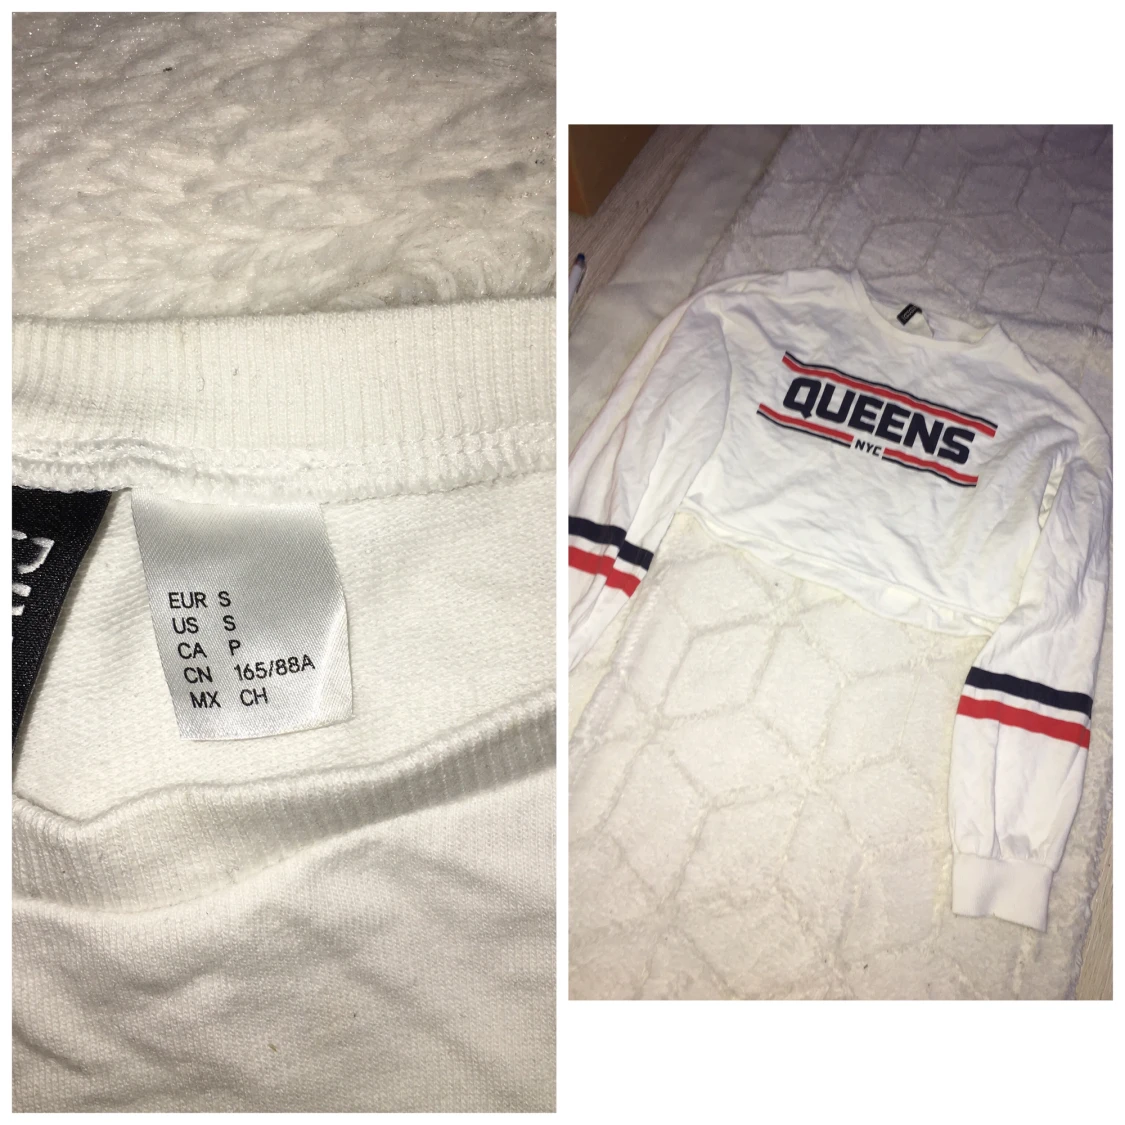 EUR S
US S
CA P
CN 165/88A
MX CH
QUEENS
NYC